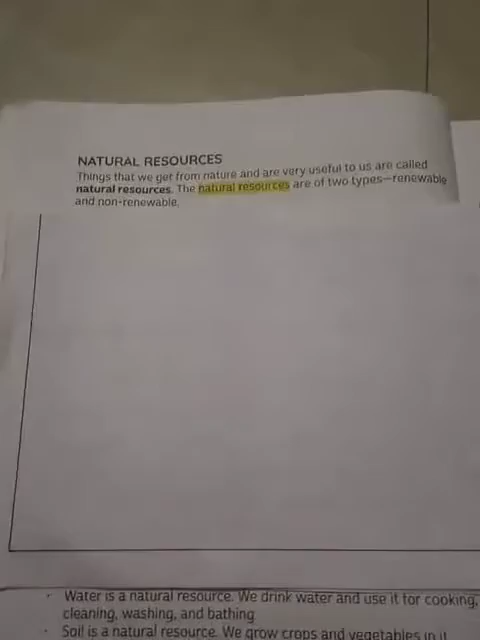 NATURAL RESOURCES
Things that we get from nature and are very useful to us are called
natural resources. The natural resources are of two types—renewable
and non-renewable.
· Water is a natural resource. We drink water and use it for cooking,
cleaning, washing, and bathing
· Soil is a natural resource. We grow crops and vegetables in it